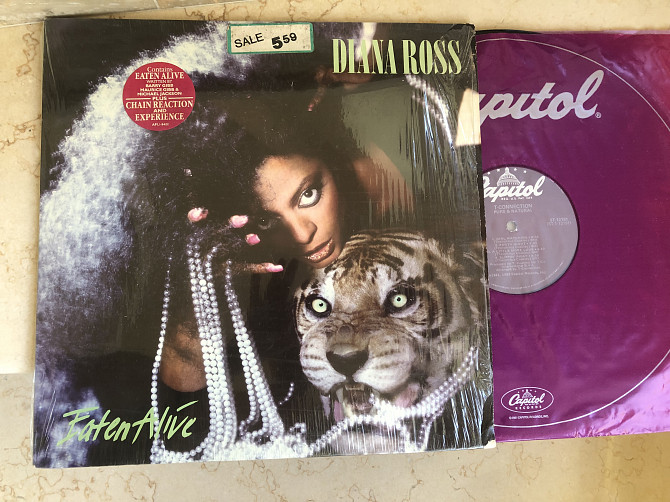 SALE 5.59
DIANA ROSS
Contains
EATEN ALIVE
WRITTEN BY
BARRY GIBB
MAURICE GIBB &
MICHAEL JACKSON
PLUS
CHAIN REACTION
AND
EXPERIENCE
Eaten Alive
Capitol®
Capitol
T-CONNECTION
PURE & NATURAL
Capitol
RECORDS